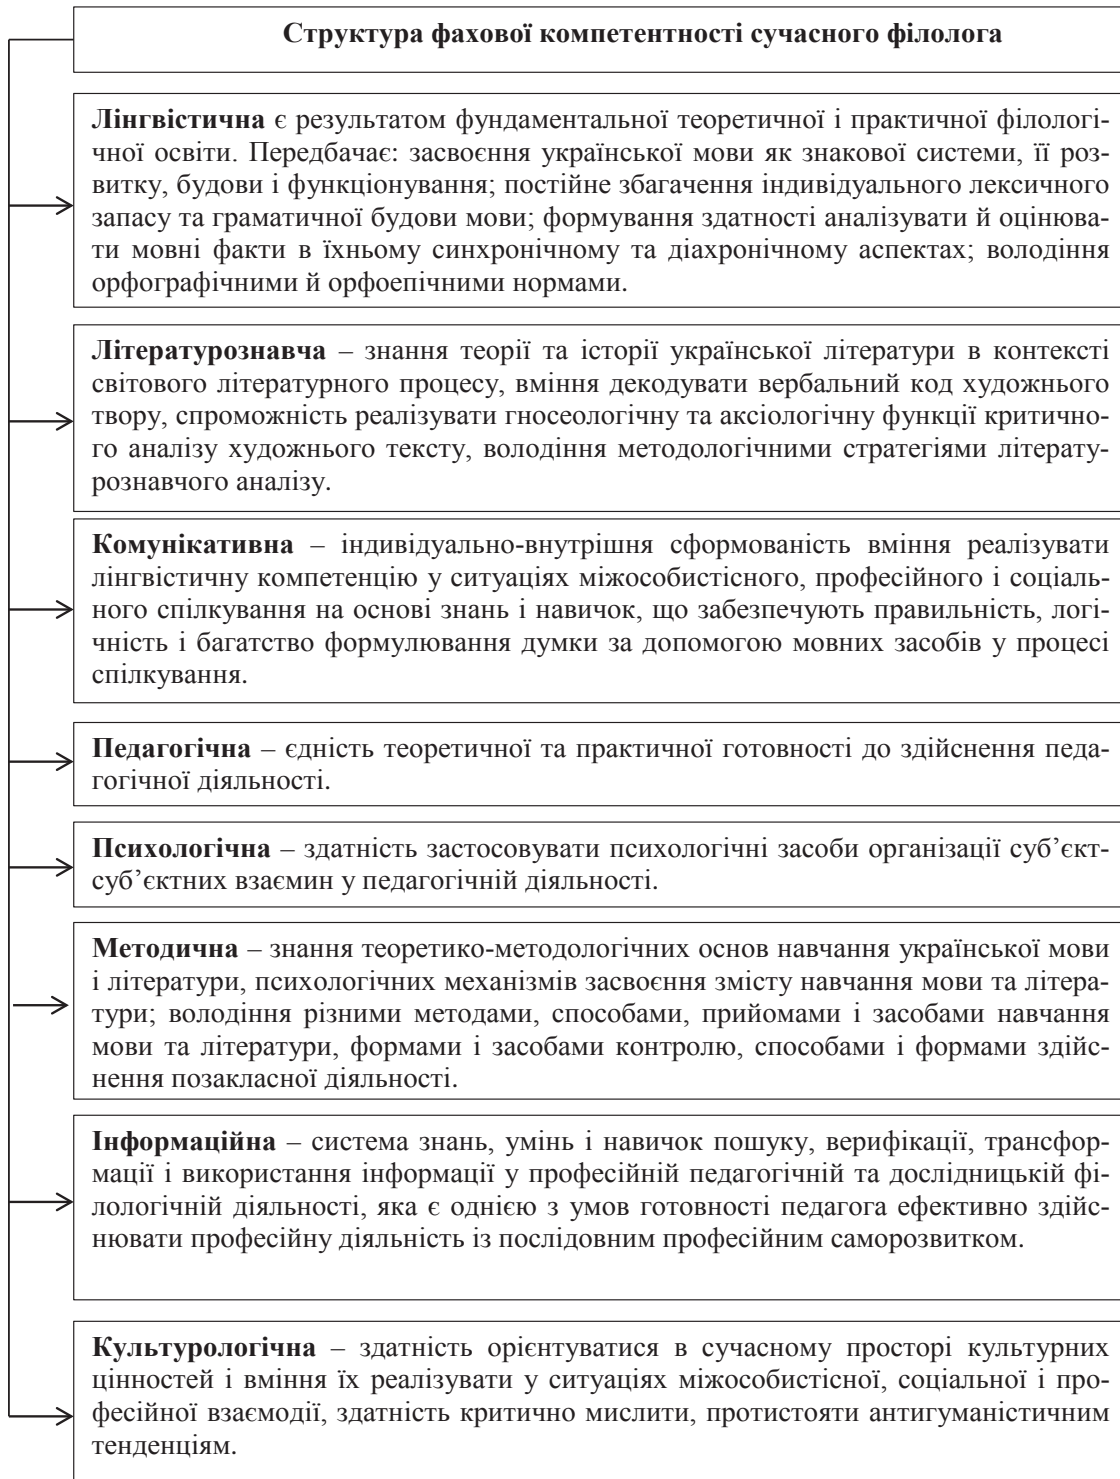 Структура фахової компетентності сучасного філолога
Лінгвістична є результатом фундаментальної теоретичної і практичної філологі-
чної освіти. Передбачає: засвоєння української мови як знакової системи, її роз-
витку, будови і функціонування; постійне збагачення індивідуального лексичного
запасу та граматичної будови мови; формування здатності аналізувати й оцінюва-
ти мовні факти в їхньому синхронічному та діахронічному аспектах; володіння
орфографічними й орфоепічними нормами.
Літературознавча – знання теорії та історії української літератури в контексті
світового літературного процесу, вміння декодувати вербальний код художнього
твору, спроможність реалізувати гносеологічну та аксіологічну функції критично-
го аналізу художнього тексту, володіння методологічними стратегіями літерату-
рознавчого аналізу.
Комунікативна – індивідуально-внутрішня сформованість вміння реалізувати
лінгвістичну компетенцію у ситуаціях міжособистісного, професійного і соціаль-
ного спілкування на основі знань і навичок, що забезпечують правильність, логі-
чність і багатство формулювання думки за допомогою мовних засобів у процесі
спілкування.
Педагогічна – єдність теоретичної та практичної готовності до здійснення педа-
гогічної діяльності.
Психологічна – здатність застосовувати психологічні засоби організації суб’єкт-
суб’єктних взаємин у педагогічній діяльності.
Методична – знання теоретико-методологічних основ навчання української мови
і літератури, психологічних механізмів засвоєння змісту навчання мови та літера-
тури; володіння різними методами, способами, прийомами і засобами навчання
мови та літератури, формами і засобами контролю, способами і формами здійс-
нення позакласної діяльності.
Інформаційна – система знань, умінь і навичок пошуку, верифікації, трансфор-
мації і використання інформації у професійній педагогічній та дослідницькій фі-
лологічній діяльності, яка є однією з умов готовності педагога ефективно здійс-
нювати професійну діяльність із послідовним професійним саморозвитком.
Культурологічна – здатність орієнтуватися в сучасному просторі культурних
цінностей і вміння їх реалізувати у ситуаціях міжособистісної, соціальної і про-
фесійної взаємодії, здатність критично мислити, протистояти антигуманістичним
тенденціям.